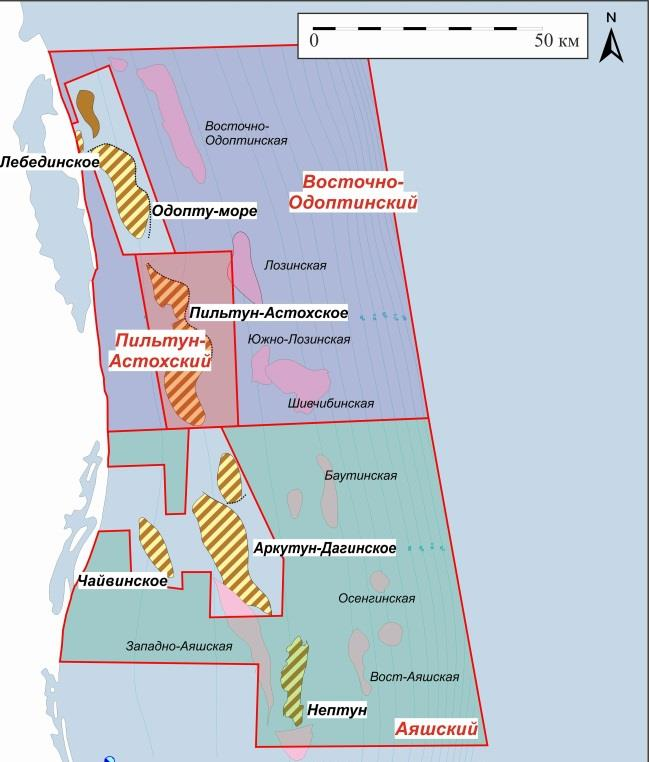 N
0
50 км
Восточно-
Одоптинская
Лебединское
Восточно-
Одоптинский
Одопту-море
Лозинская
Пильтун-Астохское
Южно-Лозинская
Пильтун-
Астохский
Шивчибинская
Баутинская
Аркутун-Дагинское
Чайвинское
Осенгинская
Западно-Аяшская
Вост-Аяшская
Нептун
Аяшский